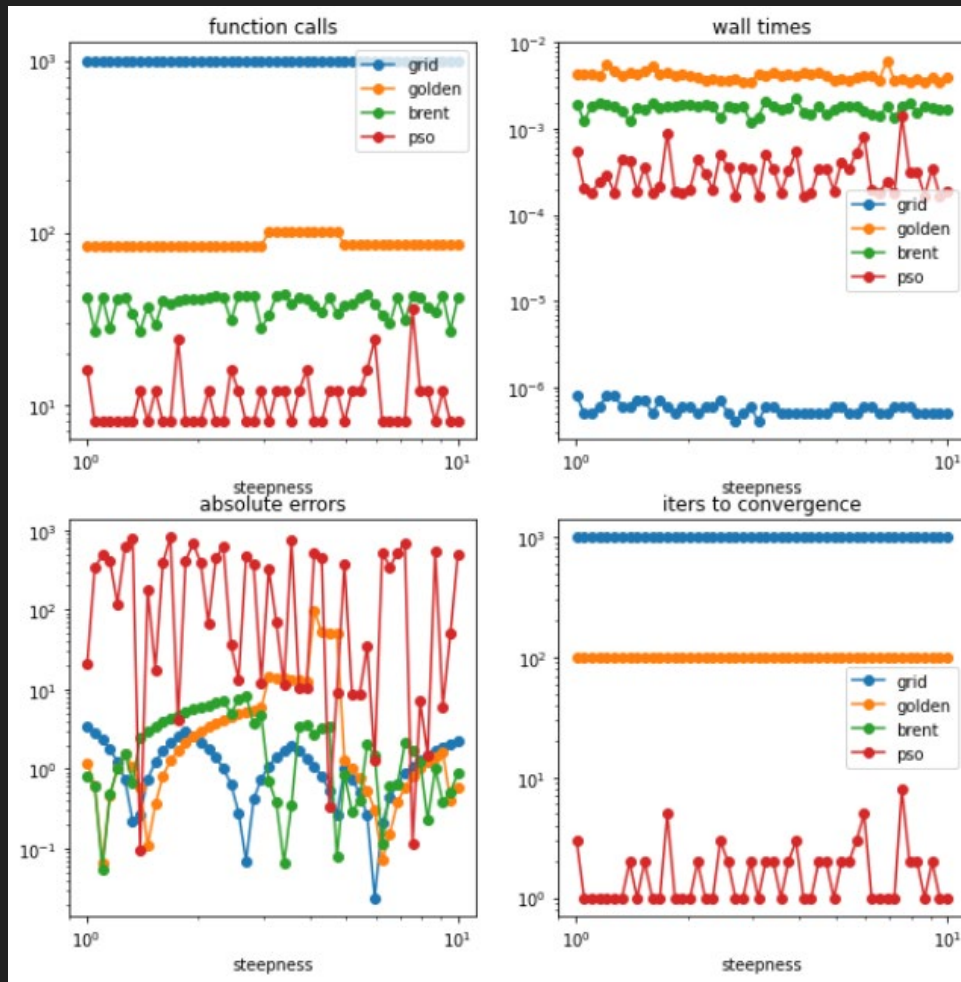 function calls
10³
10²
10¹
grid
golden
brent
pso
10⁰
10¹
steepness
wall times
10⁻²
10⁻³
10⁻⁴
10⁻⁵
10⁻⁶
grid
golden
brent
pso
10⁰
10¹
steepness
absolute errors
10³
10²
10¹
10⁰
10⁻¹
10⁰
10¹
steepness
iters to convergence
10³
10²
10¹
10⁰
grid
golden
brent
pso
10⁰
10¹
steepness